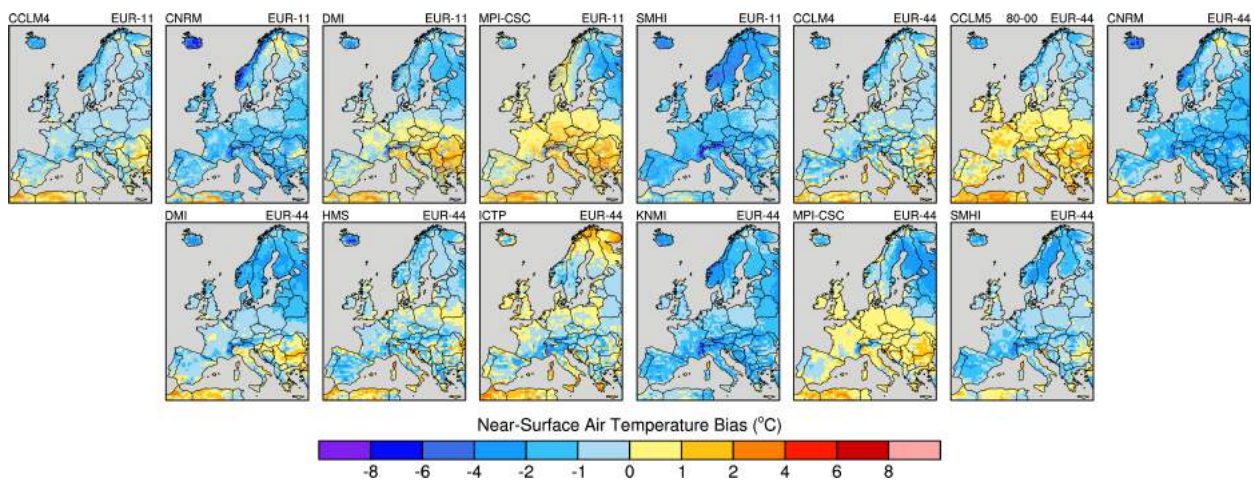 CCLM4 EUR-11 CNRM EUR-11 DMI EUR-11 MPI-CSC EUR-11 SMHI EUR-11 CCLM4 EUR-44 CCLM5 80-00 EUR-44 CNRM EUR-44
DMI EUR-44 HMS EUR-44 ICTP EUR-44 KNMI EUR-44 MPI-CSC EUR-44 SMHI EUR-44
Near-Surface Air Temperature Bias (°C)
-8 -6 -4 -2 -1 0 1 2 4 6 8